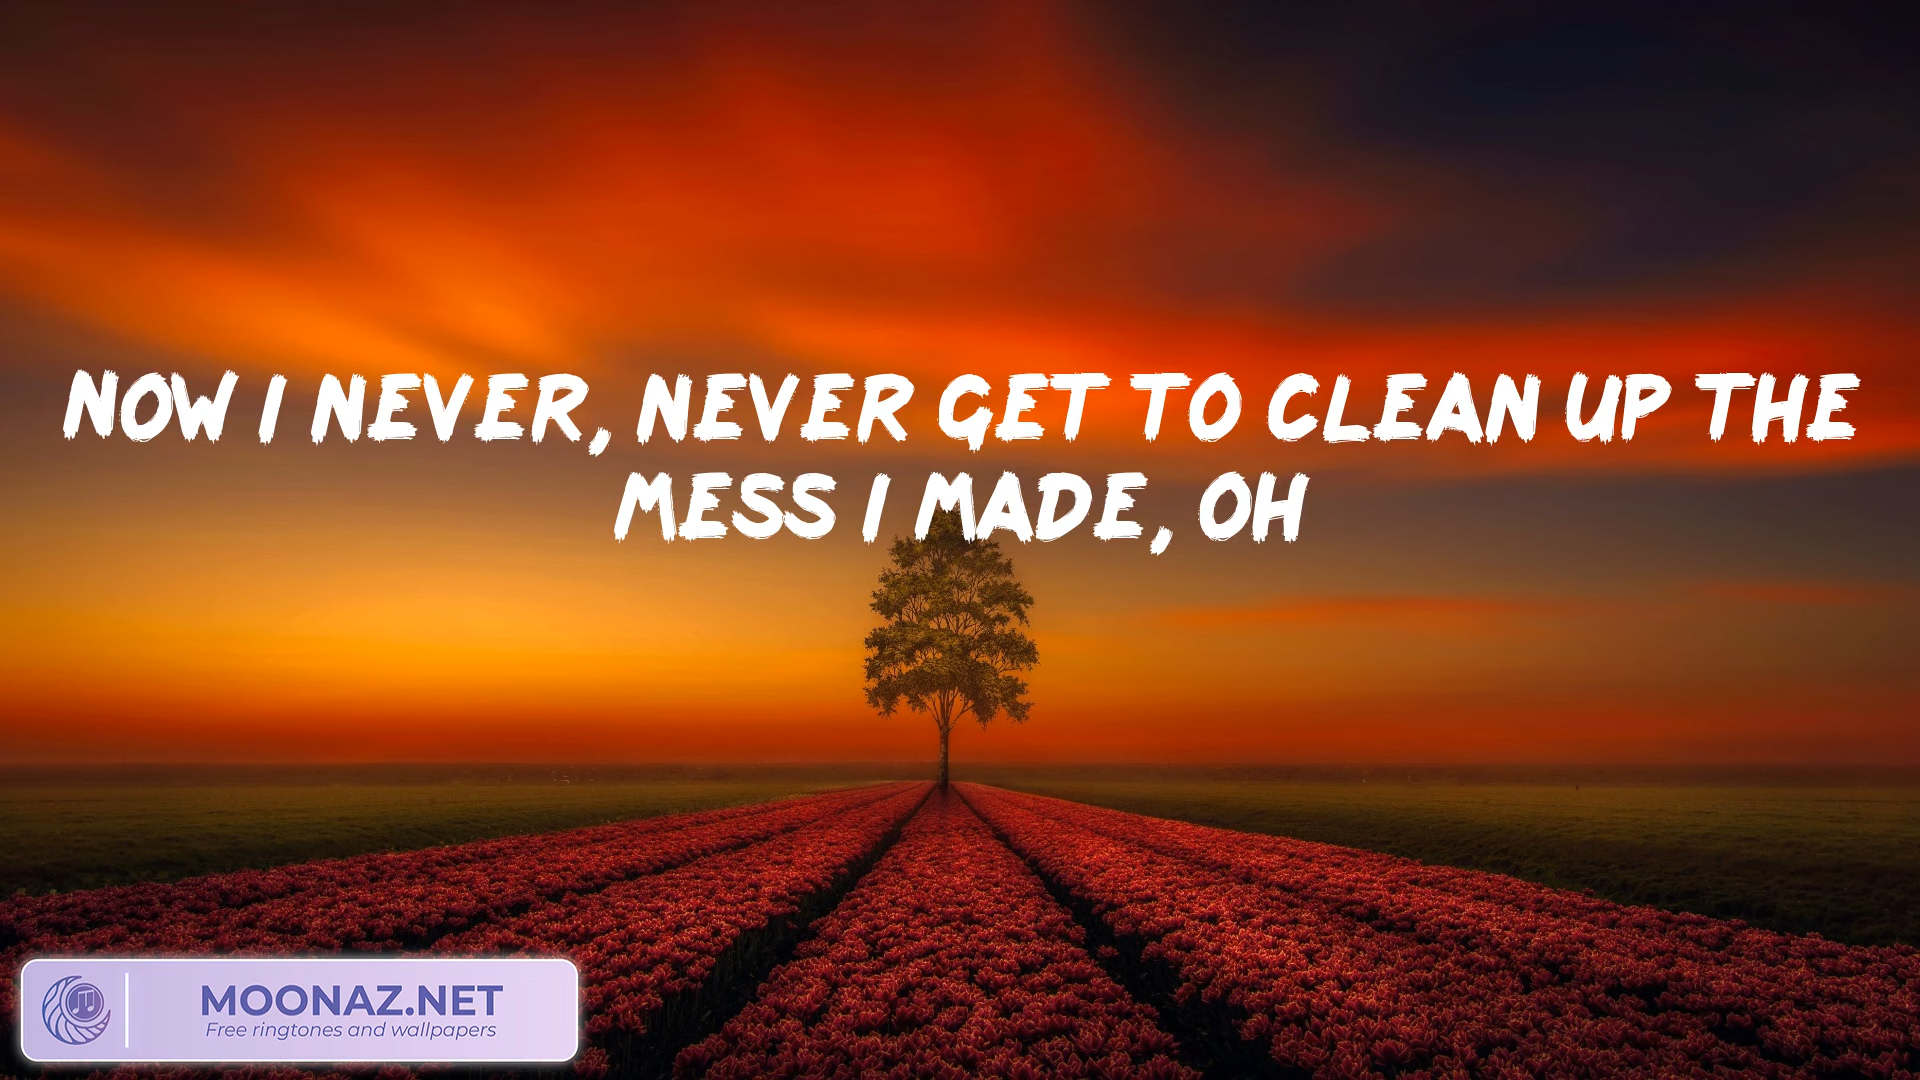 NOW I NEVER, NEVER GET TO CLEAN UP THE
MESS I MADE, OH
MOONAZ.NET
Free ringtones and wallpapers